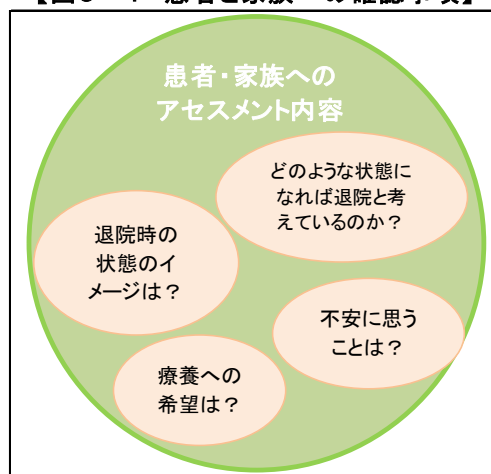 患者・家族への
アセスメント内容
どのような状態に
なれば退院と考
えているのか？
退院時の
状態のイ
メージは？
不安に思う
ことは？
療養への
希望は？